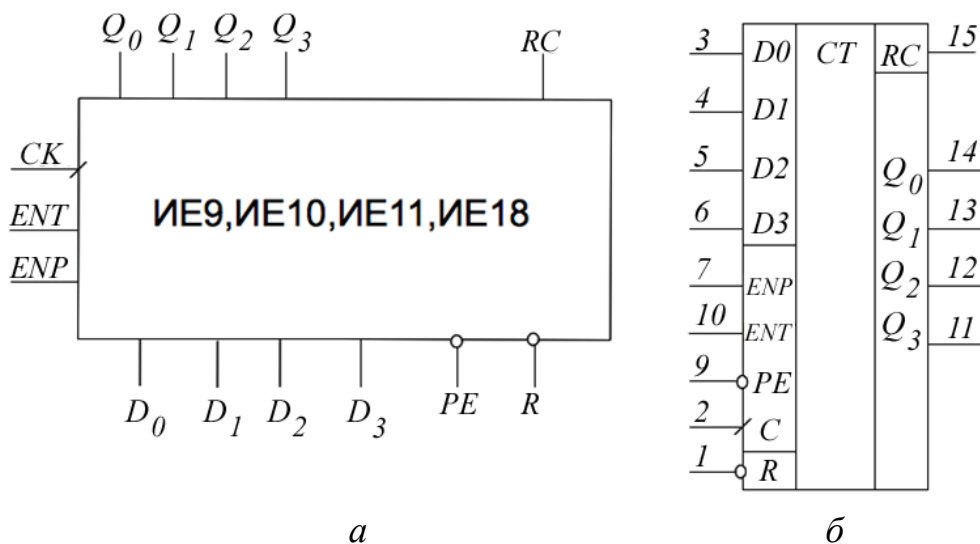 Q0 Q1 Q2 Q3 RC
CK
ENT
ENP
ИЕ9,ИЕ10,ИЕ11,ИЕ18
D0 D1 D2 D3 PE R
а
3 D0 CT RC 15
4 D1
5 D2 Q0 14
6 D3 Q1 13
7 ENP Q2 12
10 ENT Q3 11
9 PE
2 C
1 R
б